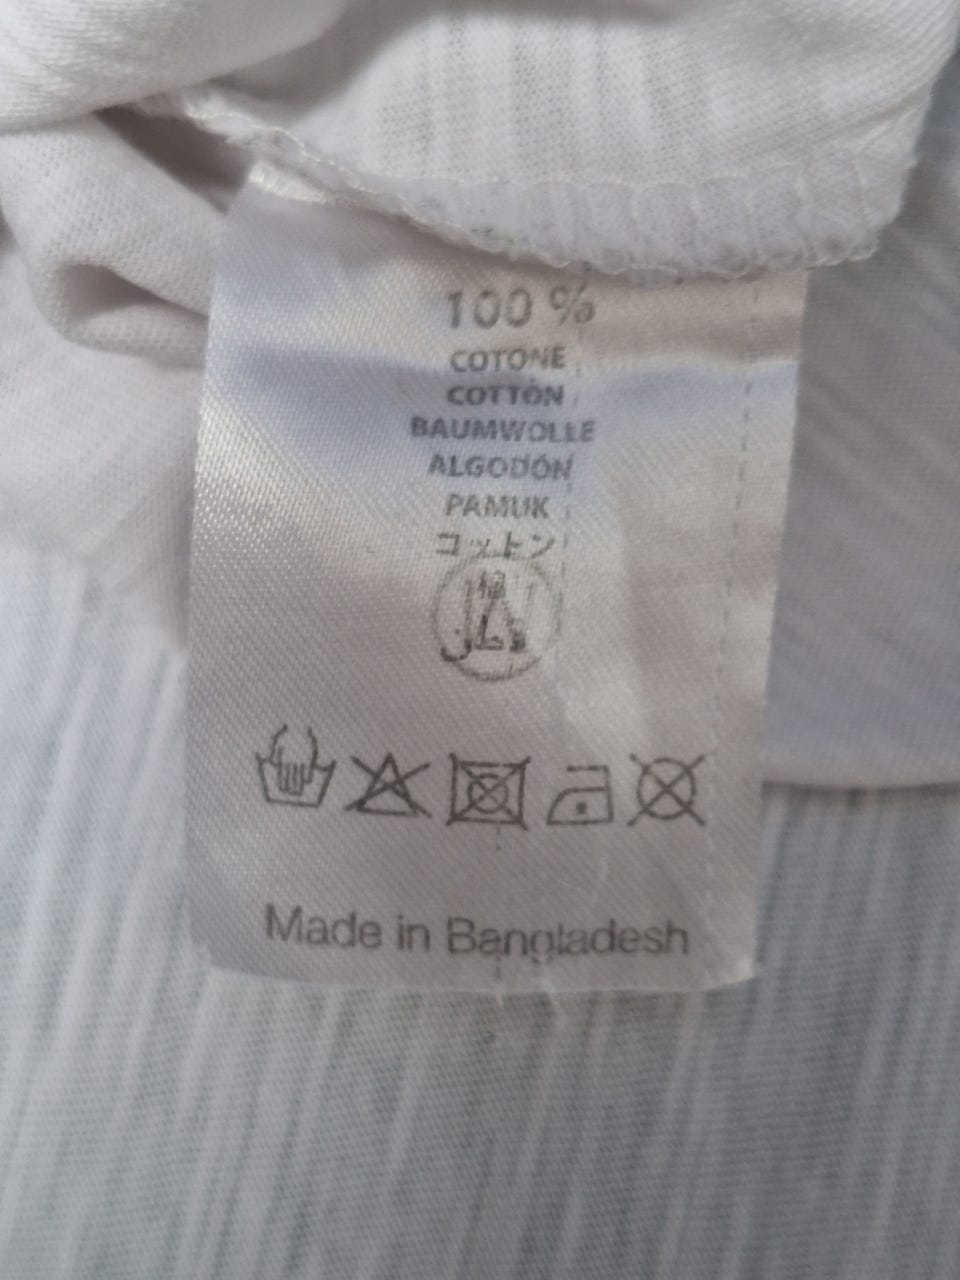 100 %
COTONE
COTTON
BAUMWOLLE
ALGODÓN
PAMUK
コットン
Made in Bangladesh